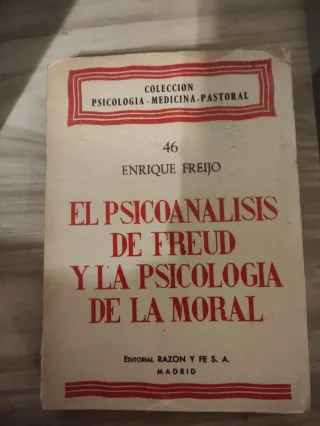 COLECCION
PSICOLOGIA - MEDICINA - PASTORAL
46
ENRIQUE FREIJO
EL PSICOANALISIS
DE FREUD
Y LA PSICOLOGIA
DE LA MORAL
EDITORIAL RAZON Y FE S. A.
MADRID